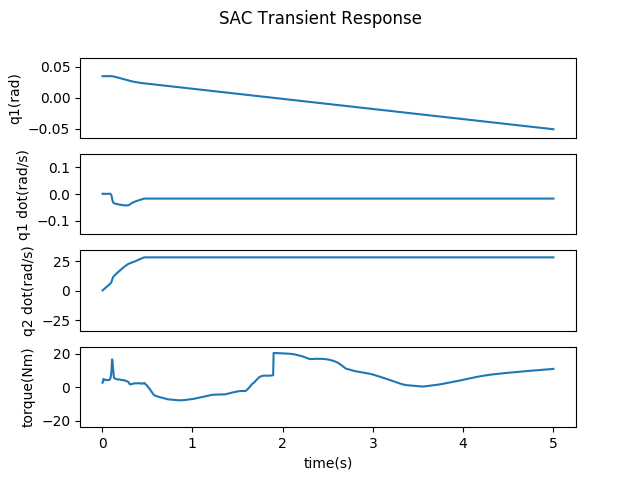 SAC Transient Response
q1(rad)
0.05
0.00
−0.05
q1 dot(rad/s)
0.1
0.0
−0.1
q2 dot(rad/s)
25
0
−25
torque(Nm)
20
0
−20
0 1 2 3 4 5
time(s)